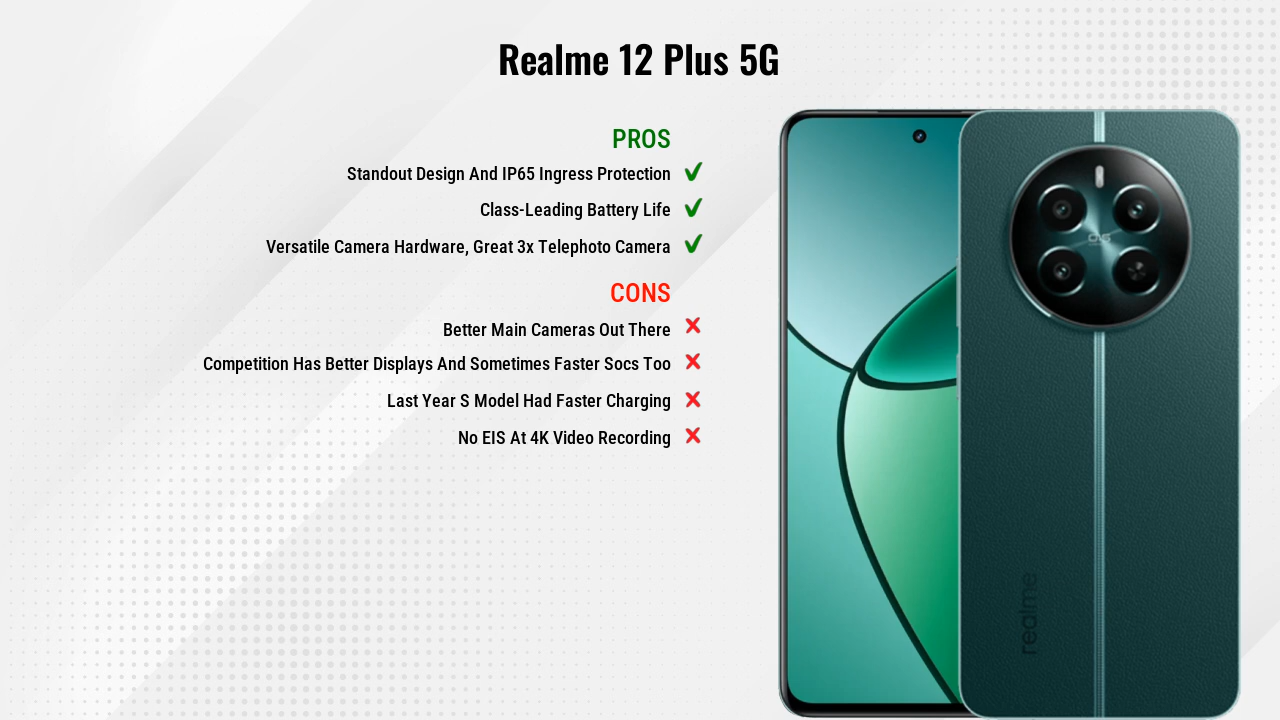 Realme 12 Plus 5G
PROS
Standout Design And IP65 Ingress Protection
Class-Leading Battery Life
Versatile Camera Hardware, Great 3x Telephoto Camera
CONS
Better Main Cameras Out There
Competition Has Better Displays And Sometimes Faster Socs Too
Last Year S Model Had Faster Charging
No EIS At 4K Video Recording
OIS
realme